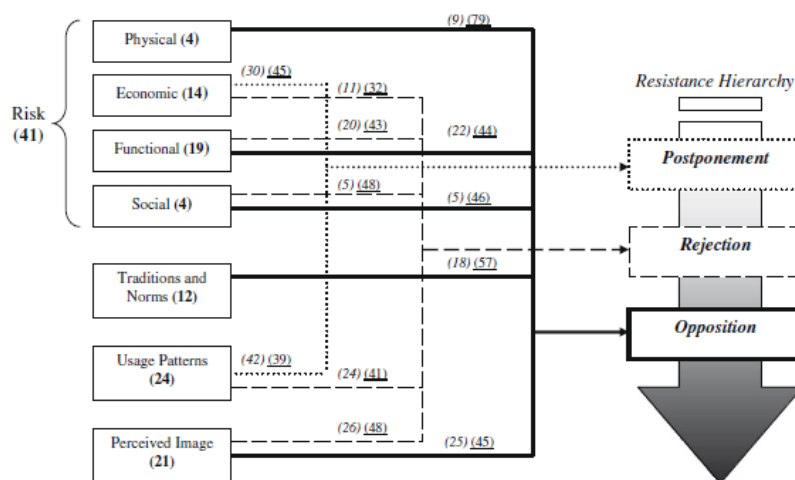 (9) (79)
Physical (4)
(30) (45)
Resistance Hierarchy
Economic (14)
(11) (32)
Risk
(41)
(20) (43)
(22) (44)
Functional (19)
Postponement
(5) (48)
(5) (46)
Social (4)
Rejection
(18) (57)
Traditions and
Norms (12)
Opposition
(42) (39)
Usage Patterns
(24)
(24) (41)
(26) (48)
(25) (45)
Perceived Image
(21)